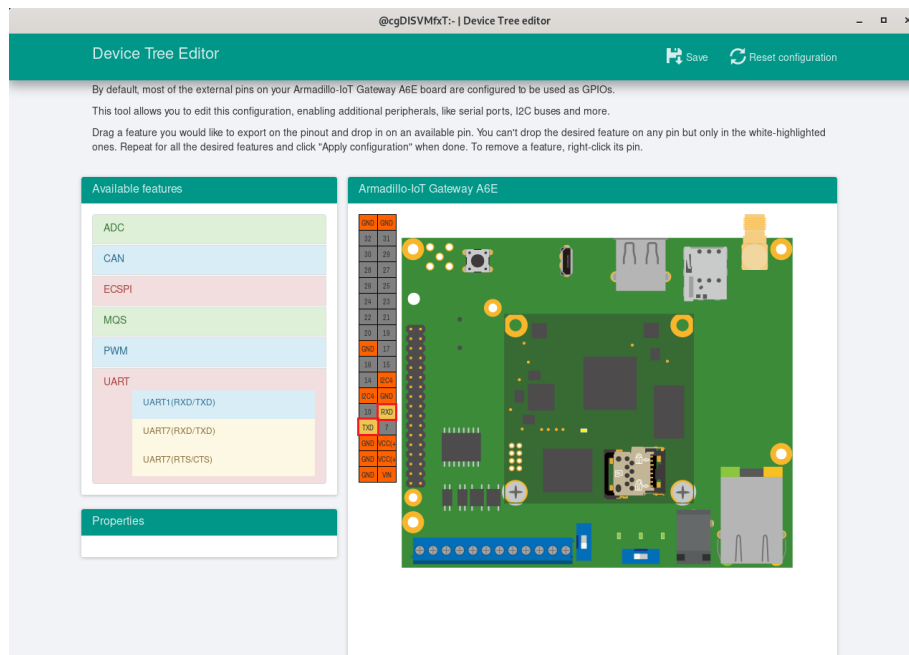 @cgDISVMfxT:~ | Device Tree editor
Device Tree Editor
Save
Reset configuration
By default, most of the external pins on your Armadillo-IoT Gateway A6E board are configured to be used as GPIOs.
This tool allows you to edit this configuration, enabling additional peripherals, like serial ports, I2C buses and more.
Drag a feature you would like to export on the pinout and drop in on an available pin. You can't drop the desired feature on any pin but only in the white-highlighted
ones. Repeat for all the desired features and click "Apply configuration" when done. To remove a feature, right-click its pin.
Available features
Armadillo-IoT Gateway A6E
ADC
CAN
ECSPI
MQS
PWM
UART
UART1(RXD/TXD)
UART7(RXD/TXD)
UART7(RTS/CTS)
Properties
GND GND
32 31
30 29
28 27
26 25
24 23
22 21
20 19
GND 17
16 15
14 I2C4
I2C4 GND
10 RXD
TXD 7
GND VCC(+
GND VCC(+
GND VIN